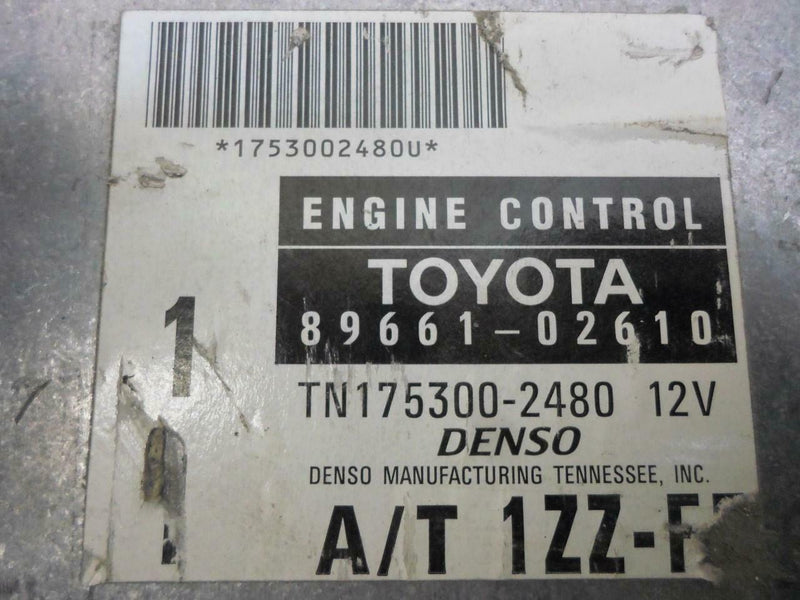 *1753002480U*
ENGINE CONTROL
TOYOTA
89661-02610
1
TN175300-2480 12V
DENSO
DENSO MANUFACTURING TENNESSEE, INC.
A/T 1ZZ-F